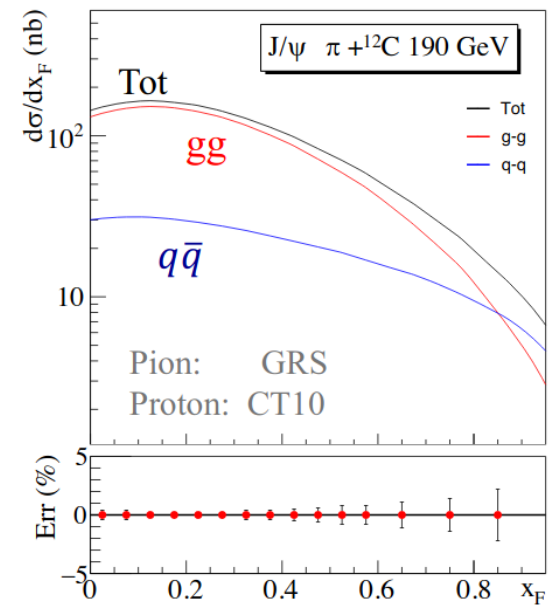 dσ/dx_F (nb)
J/ψ π +¹²C 190 GeV
Tot
Tot
g-g
q-q
10²
gg
qq̄
10
Pion: GRS
Proton: CT10
Err (%)
5
0
−5
0 0.2 0.4 0.6 0.8 x_F